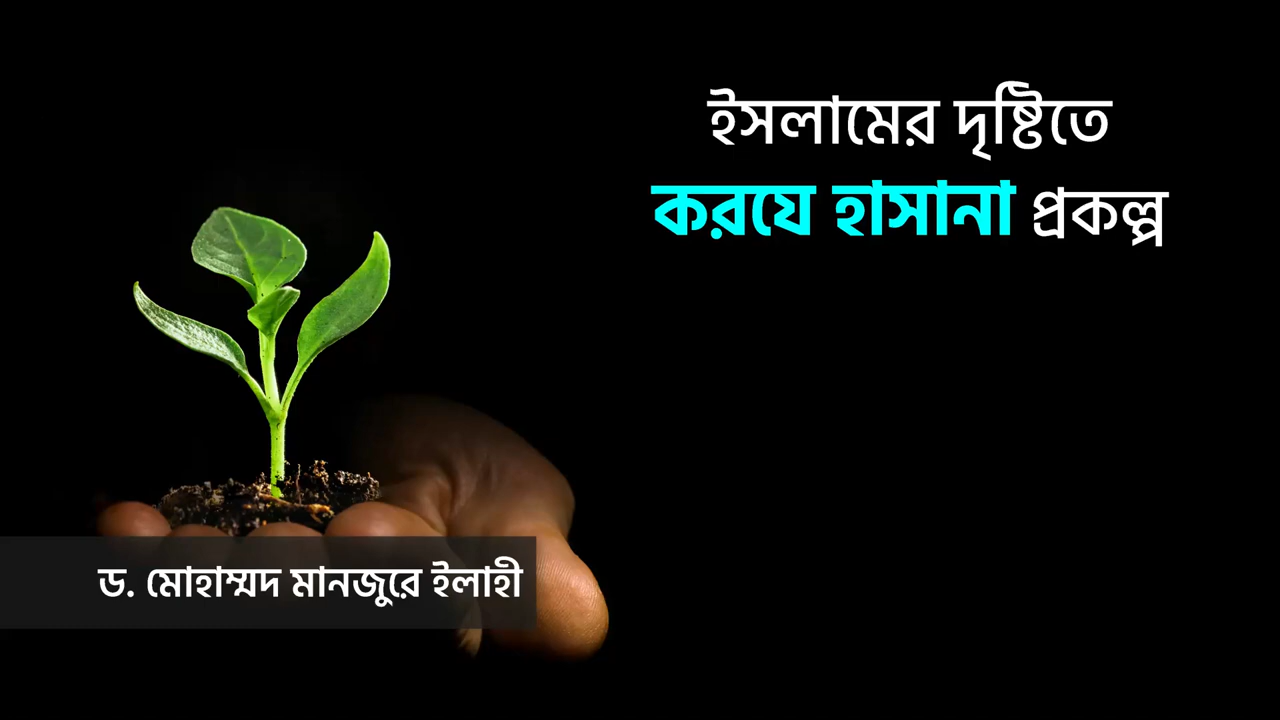 ইসলামের দৃষ্টিতে
করযে হাসানা প্রকল্প
ড. মোহাম্মদ মানজুরে ইলাহী